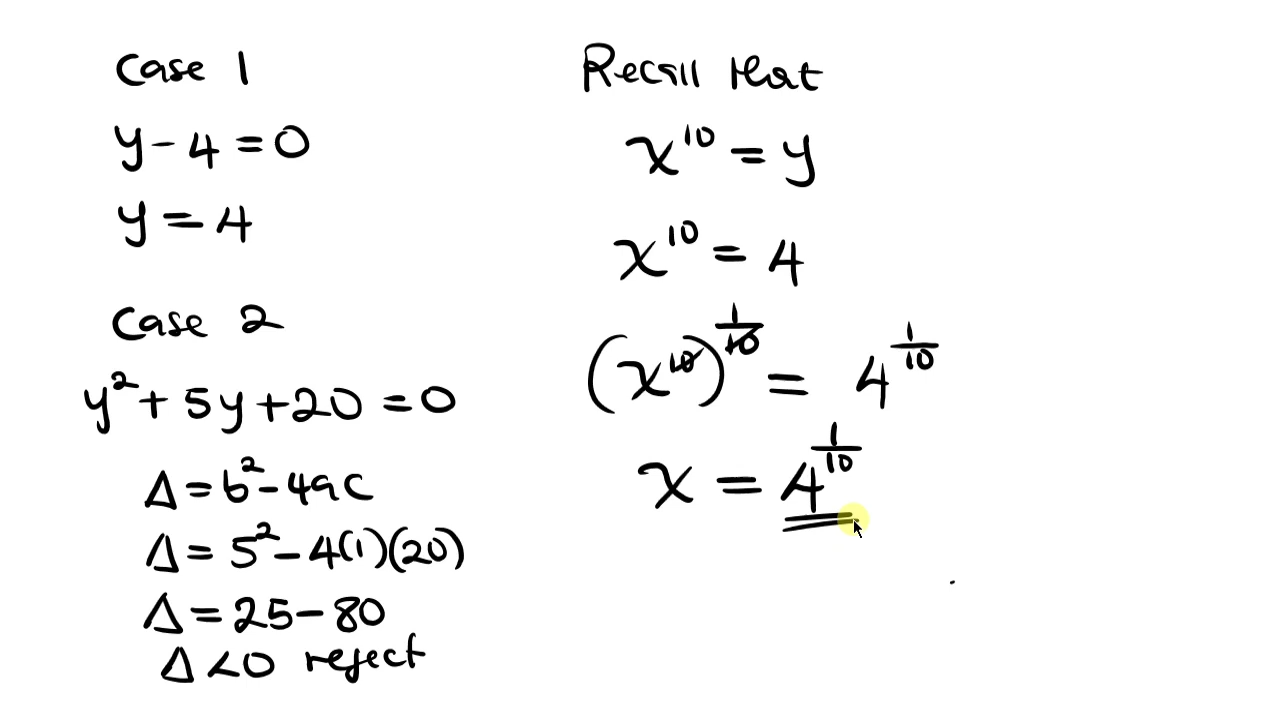 Case 1
y - 4 = 0
y = 4
Case 2
y² + 5y + 20 = 0
Δ = b² - 4ac
Δ = 5² - 4(1)(20)
Δ = 25 - 80
Δ < 0 reject
Recall that
x¹⁰ = y
x¹⁰ = 4
(x¹⁰)^(1/10) = 4^(1/10)
x = 4^(1/10)